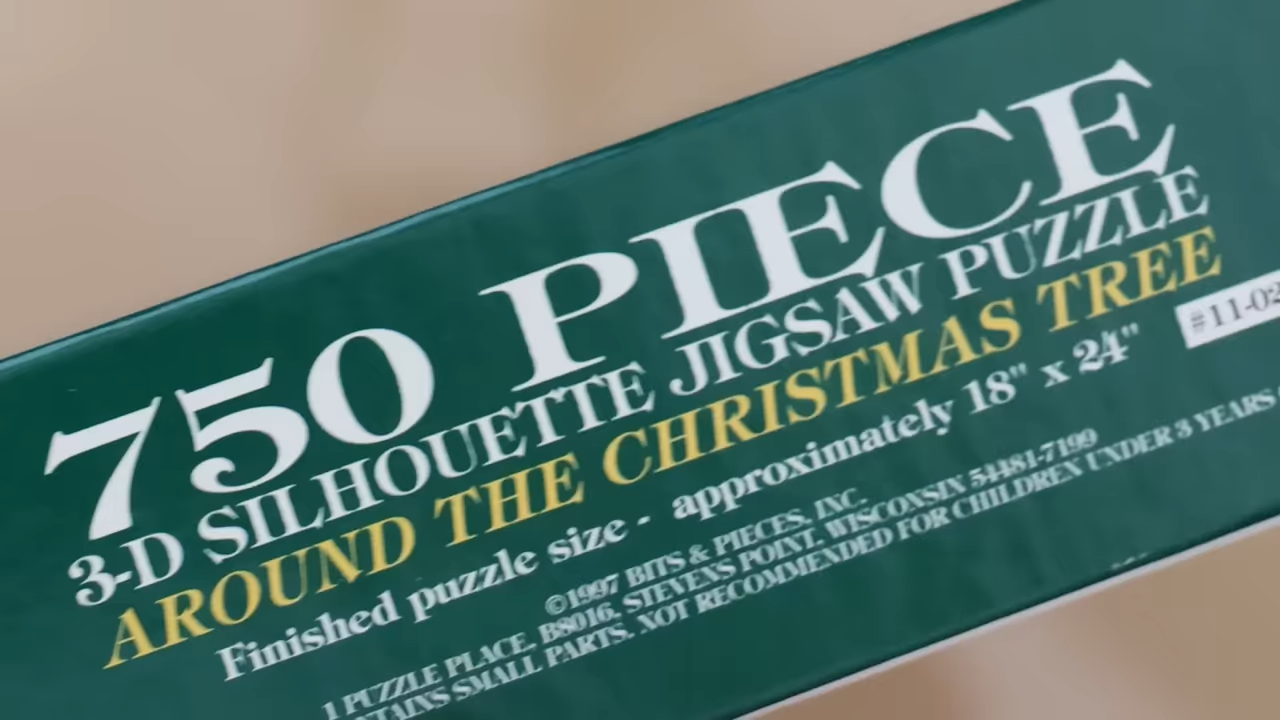 750 PIECE
3-D SILHOUETTE JIGSAW PUZZLE
AROUND THE CHRISTMAS TREE
Finished puzzle size - approximately 18" x 24"
#11-02
©1997 BITS & PIECES, INC.
1 PUZZLE PLACE, B8016, STEVENS POINT, WISCONSIN 54481-7199
SMALL PARTS. NOT RECOMMENDED FOR CHILDREN UNDER 3 YEARS